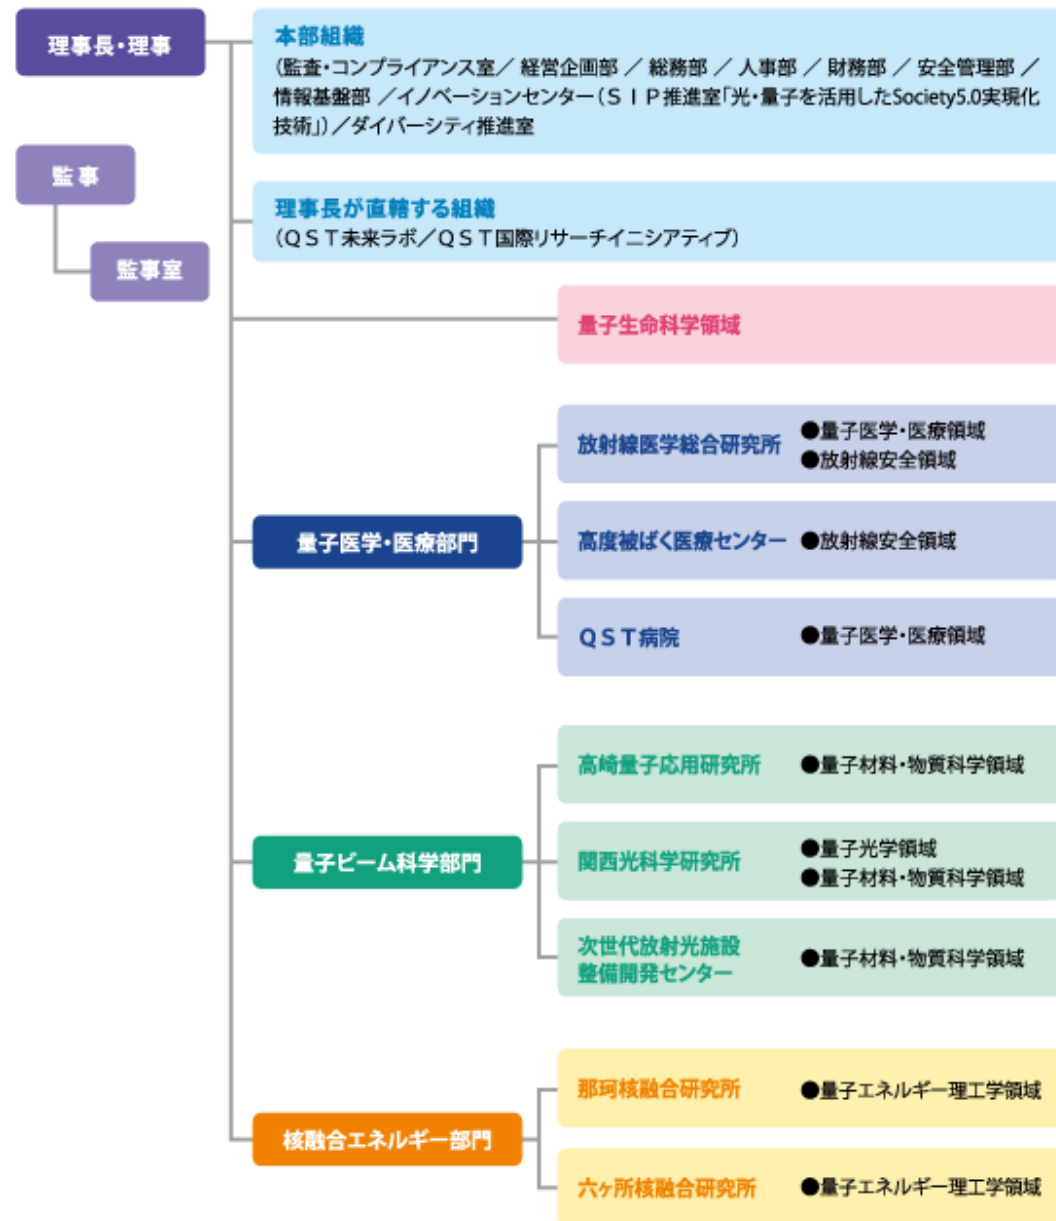 理事長・理事
本部組織
（監査・コンプライアンス室／ 経営企画部 ／ 総務部 ／ 人事部 ／ 財務部 ／ 安全管理部 ／
情報基盤部 ／イノベーションセンター（ＳＩＰ推進室「光・量子を活用したSociety5.0実現化
技術」）／ダイバーシティ推進室
監事
監事室
理事長が直轄する組織
（ＱＳＴ未来ラボ／ＱＳＴ国際リサーチイニシアティブ）
量子生命科学領域
量子医学・医療部門
放射線医学総合研究所
●量子医学・医療領域
●放射線安全領域
高度被ばく医療センター
●放射線安全領域
ＱＳＴ病院
●量子医学・医療領域
量子ビーム科学部門
高崎量子応用研究所
●量子材料・物質科学領域
関西光科学研究所
●量子光学領域
●量子材料・物質科学領域
次世代放射光施設
整備開発センター
●量子材料・物質科学領域
核融合エネルギー部門
那珂核融合研究所
●量子エネルギー理工学領域
六ヶ所核融合研究所
●量子エネルギー理工学領域